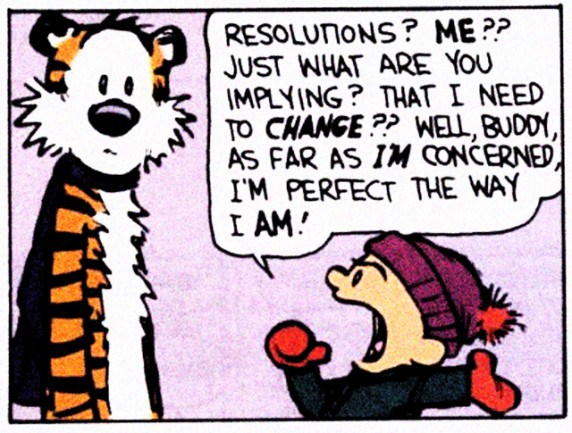 RESOLUTIONS? ME??
JUST WHAT ARE YOU
IMPLYING? THAT I NEED
TO CHANGE?? WELL, BUDDY,
AS FAR AS I'M CONCERNED,
I'M PERFECT THE WAY
I AM!